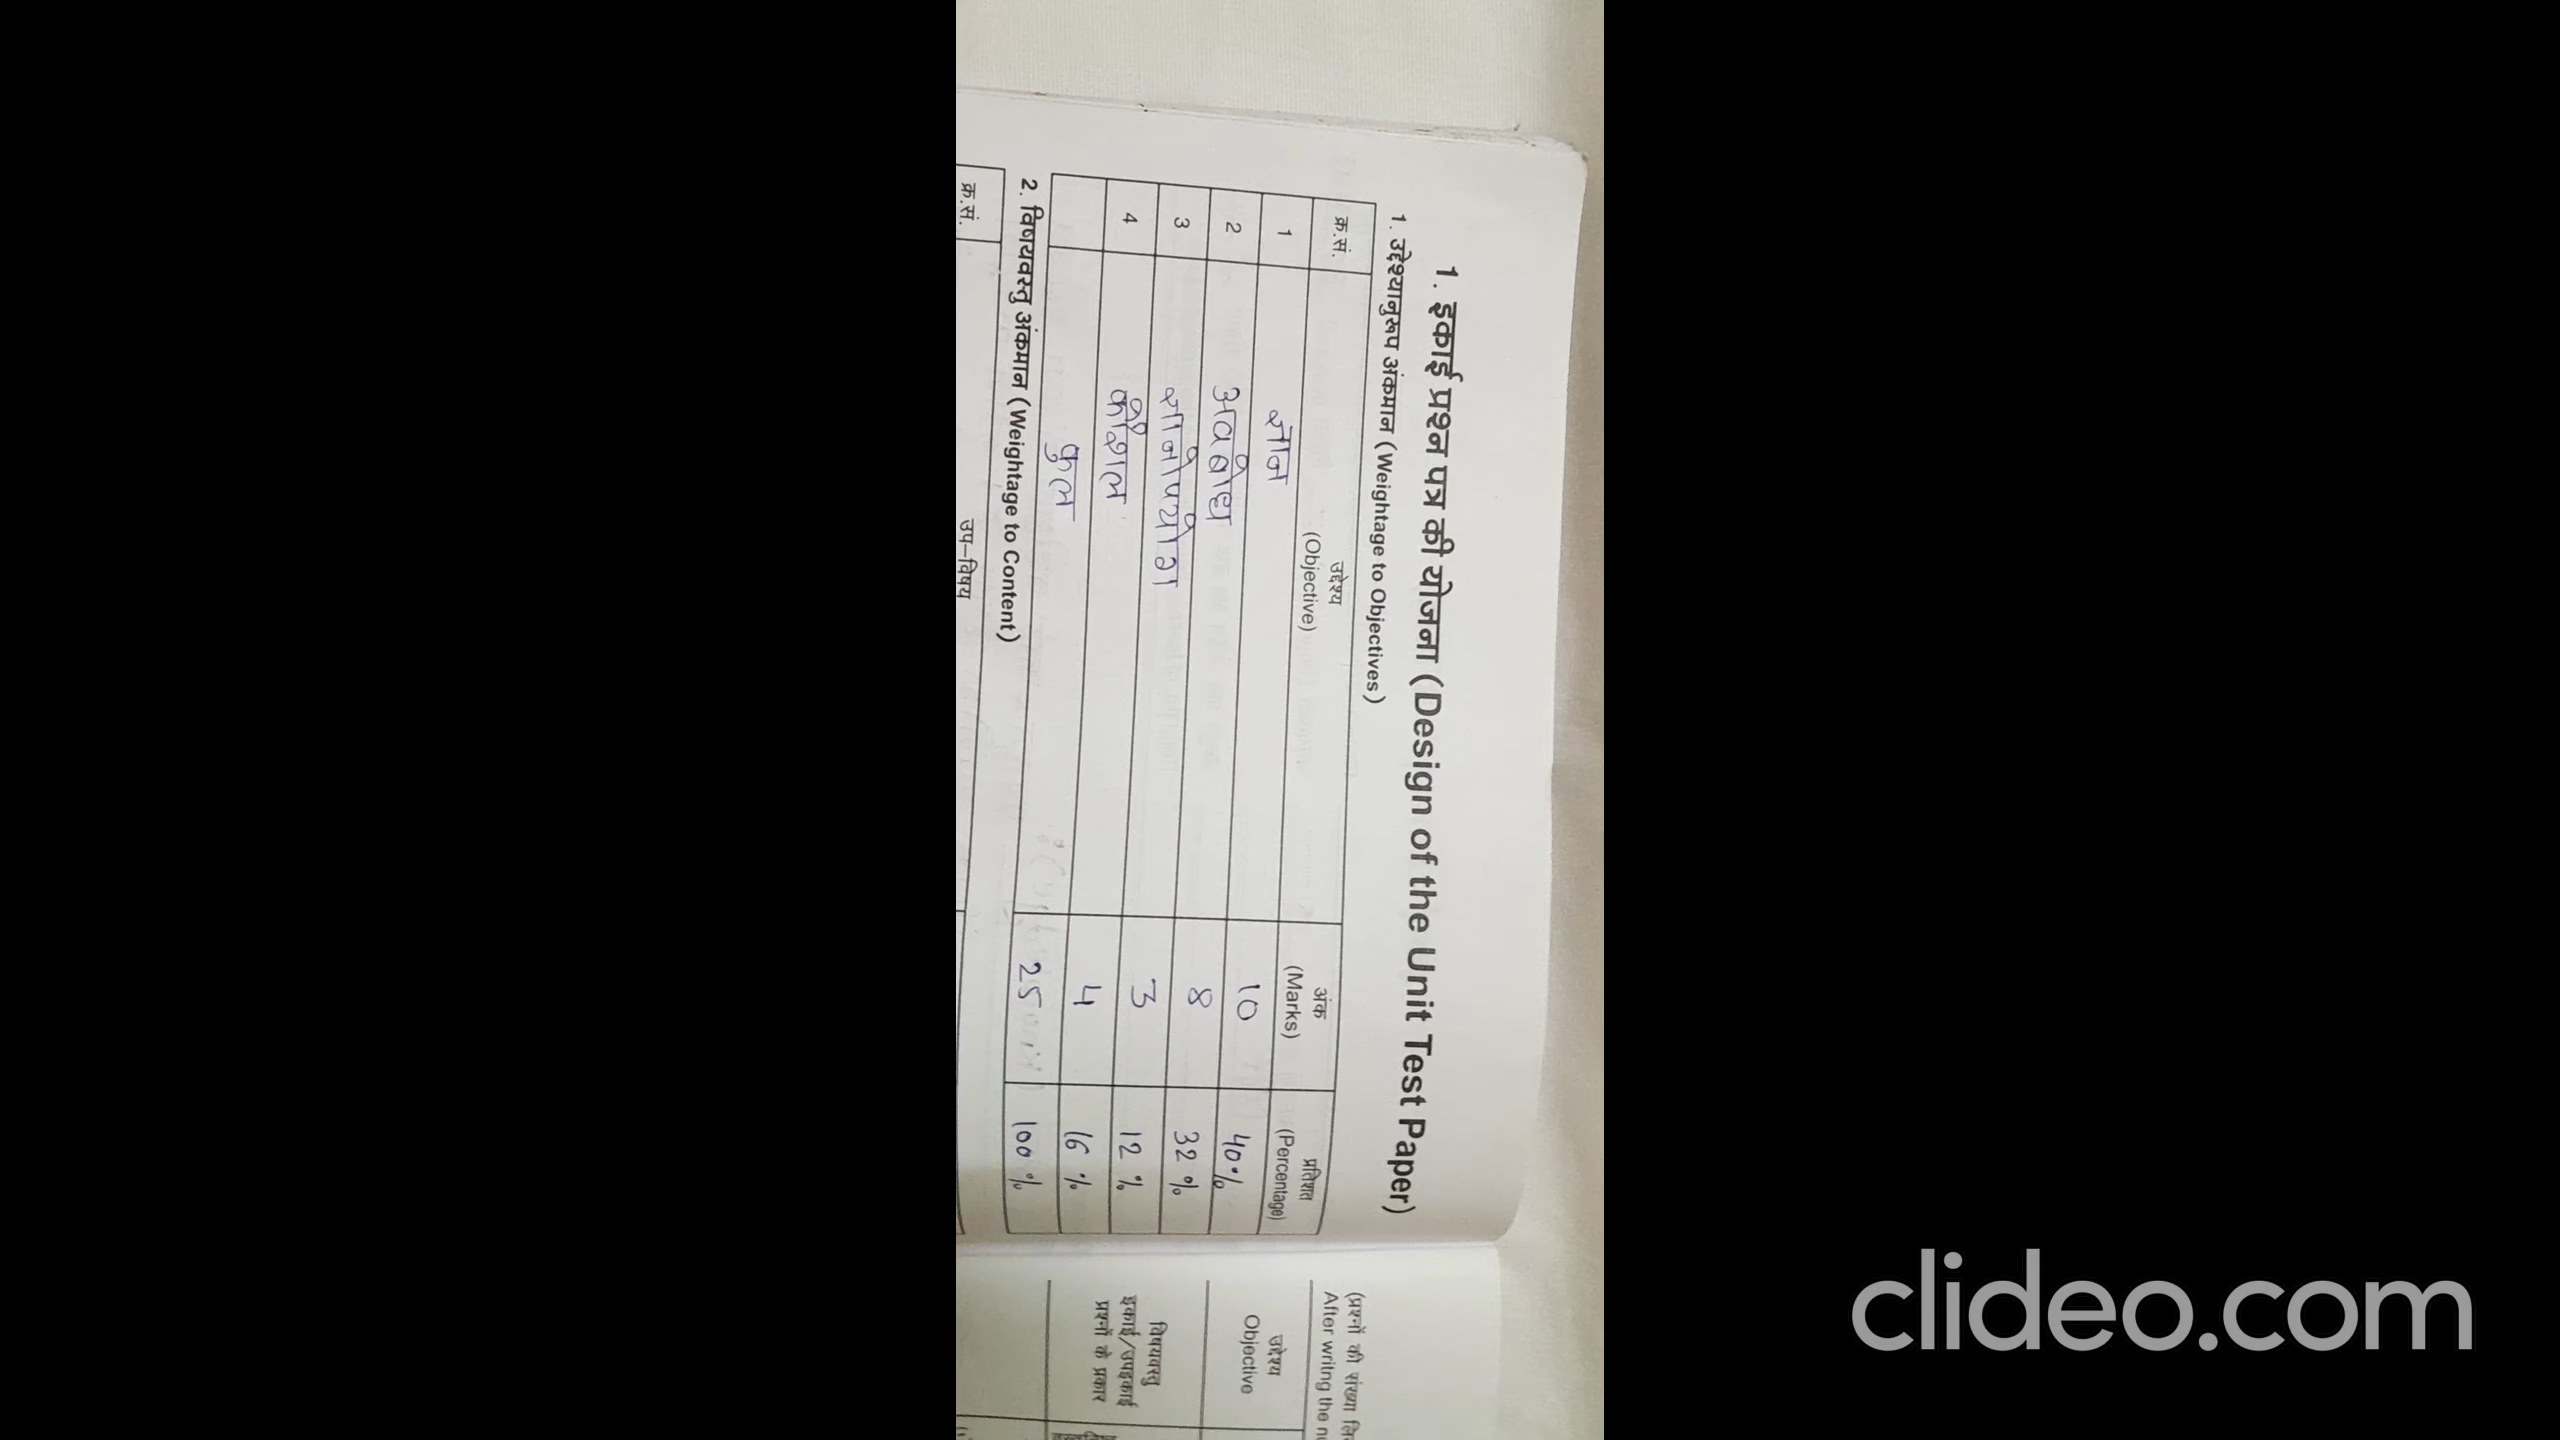 1. इकाई प्रश्न पत्र की योजना (Design of the Unit Test Paper)
1. उद्देश्यानुरूप अंकमान (Weightage to Objectives)
क्र.सं. उद्देश्य (Objective) अंक (Marks) प्रतिशत (Percentage)
1 ज्ञान 10 40%
2 अवबोध 8 32 %
3 ज्ञानोपयोग 3 12 %
4 कौशल 4 16 %
कुल 25 100 %
2. विषयवस्तु अंकमान (Weightage to Content)
क्र.सं. उप-विषय
(प्रश्नों की संख्या
After writing the
उद्देश्य
Objective
विषयवस्तु
इकाई/उपइकाई
प्रश्नों के प्रकार
clideo.com